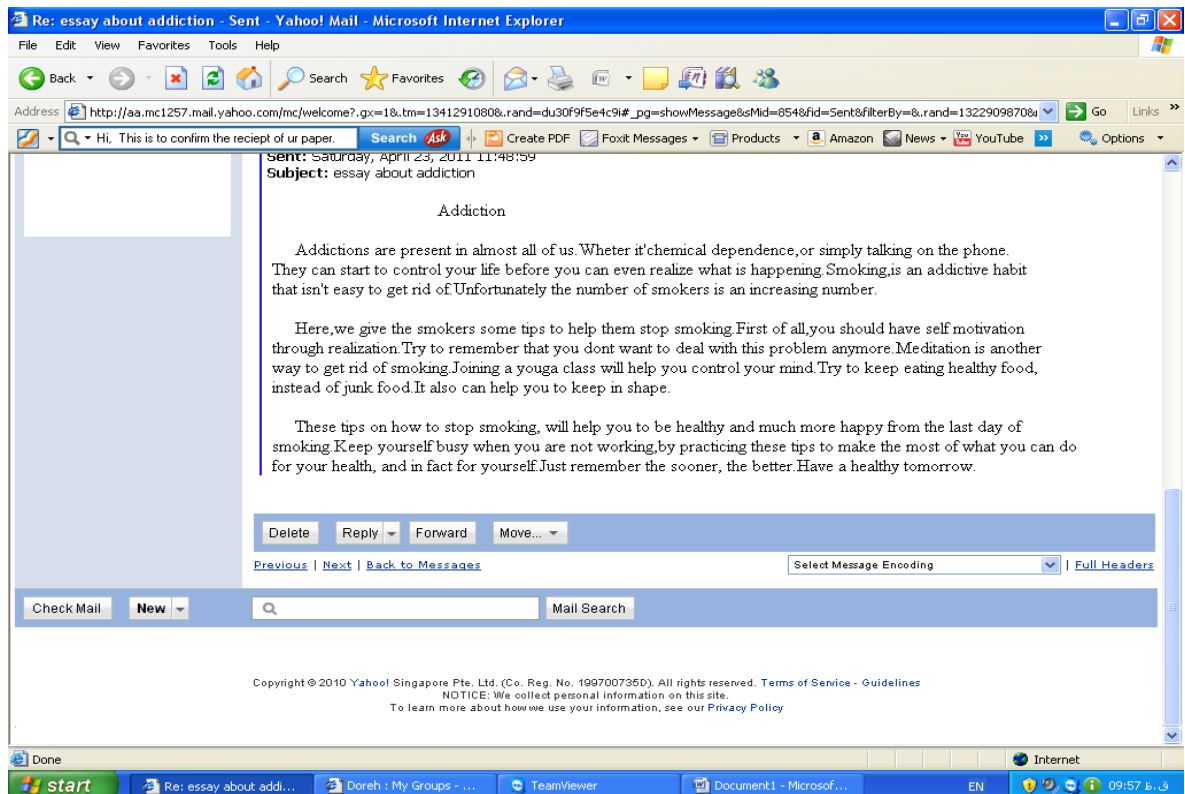 Re: essay about addiction - Sent - Yahoo! Mail - Microsoft Internet Explorer
File Edit View Favorites Tools Help
Back Search Favorites
Address http://aa.mc1257.mail.yahoo.com/mc/welcome?.gx=1&.tm=1341291080&.rand=du30f9f5e4c9i#_pg=showMessage&sMid=854&fid=Sent&filterBy=&.rand=1322909870& Go Links »
Hi, This is to confirm the reciept of ur paper. Search Ask Create PDF Foxit Messages Products Amazon News YouTube Options
Sent: Saturday, April 23, 2011 11:48:59
Subject: essay about addiction
Addiction
Addictions are present in almost all of us.Wheter it'chemical dependence,or simply talking on the phone.
They can start to control your life before you can even realize what is happening.Smoking,is an addictive habit
that isn't easy to get rid of.Unfortunately the number of smokers is an increasing number.
Here,we give the smokers some tips to help them stop smoking.First of all,you should have self motivation
through realization.Try to remember that you dont want to deal with this problem anymore.Meditation is another
way to get rid of smoking.Joining a youga class will help you control your mind.Try to keep eating healthy food,
instead of junk food.It also can help you to keep in shape.
These tips on how to stop smoking, will help you to be healthy and much more happy from the last day of
smoking.Keep yourself busy when you are not working,by practicing these tips to make the most of what you can do
for your health, and in fact for yourself.Just remember the sooner, the better.Have a healthy tomorrow.
Delete Reply Forward Move...
Previous | Next | Back to Messages Select Message Encoding | Full Headers
Check Mail New Mail Search
Copyright © 2010 Yahoo! Singapore Pte. Ltd. (Co. Reg. No. 199700735D). All rights reserved. Terms of Service - Guidelines
NOTICE: We collect personal information on this site.
To learn more about how we use your information, see our Privacy Policy
Done Internet
start Re: essay about addi... Doreh : My Groups - ... TeamViewer Document1 - Microsof... EN 09:57 ق.ظ